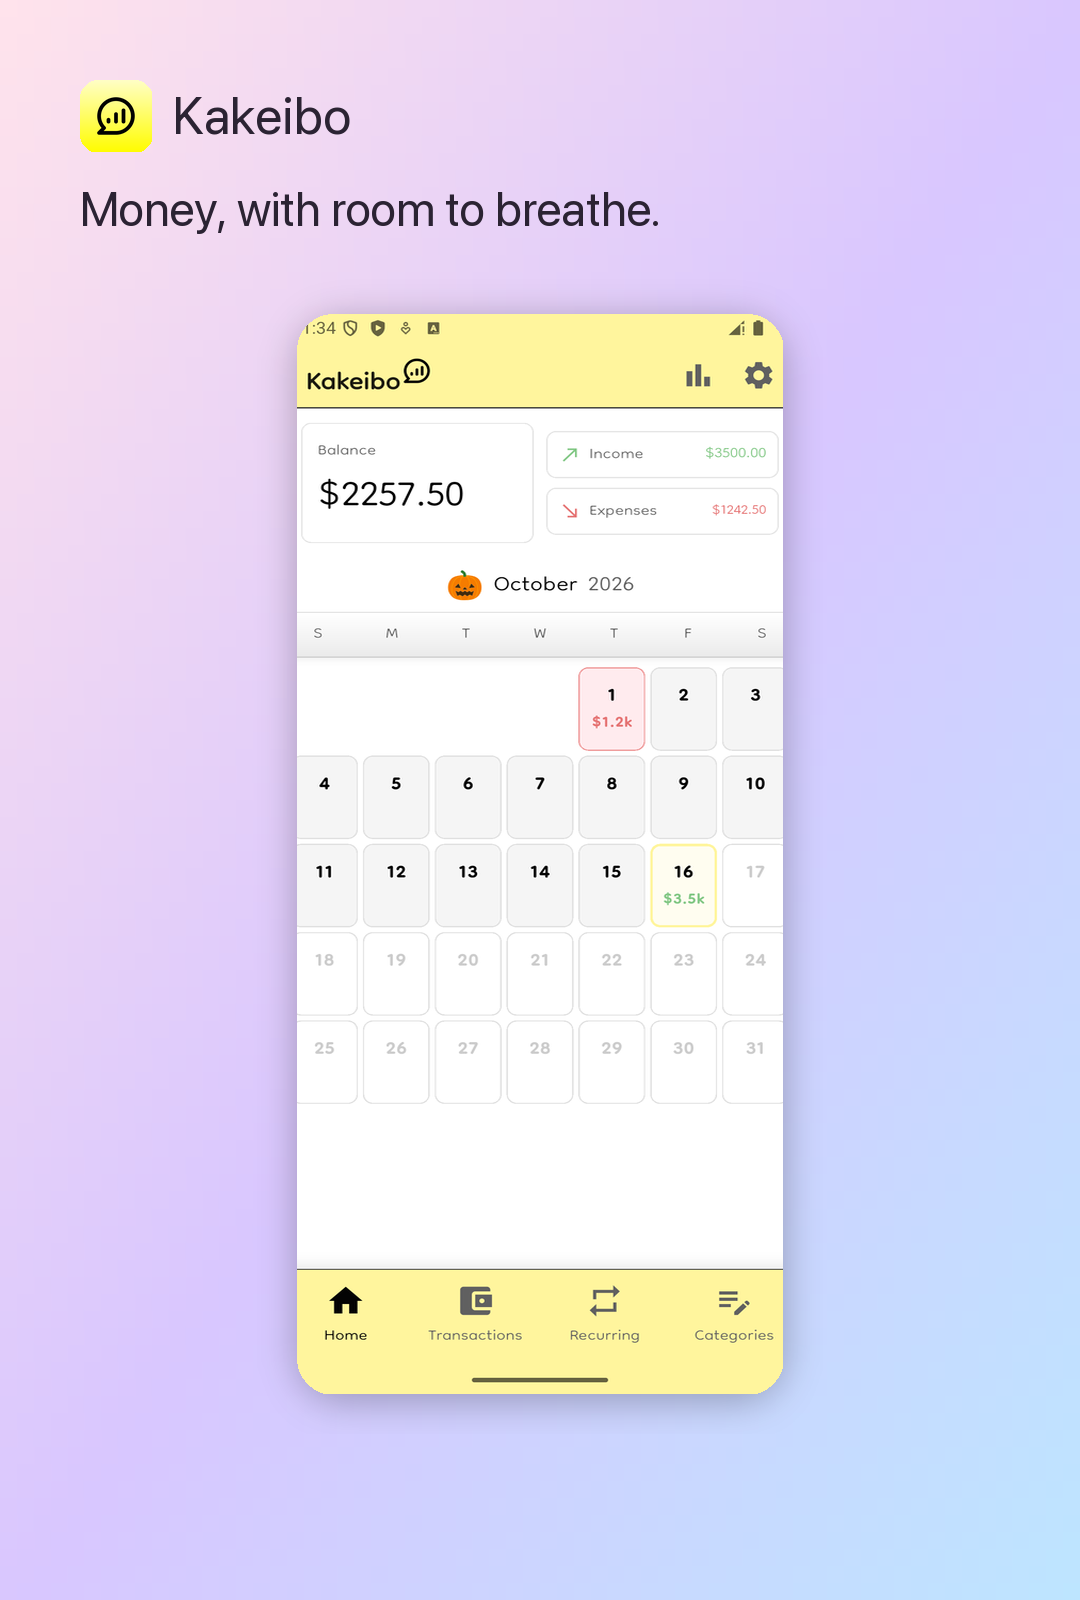 Kakeibo
Money, with room to breathe.
1:34
Kakeibo
Balance
$2257.50
Income $3500.00
Expenses $1242.50
October 2026
S M T W T F S
1 2 3
$1.2k
4 5 6 7 8 9 10
11 12 13 14 15 16 17
$3.5k
18 19 20 21 22 23 24
25 26 27 28 29 30 31
Home Transactions Recurring Categories